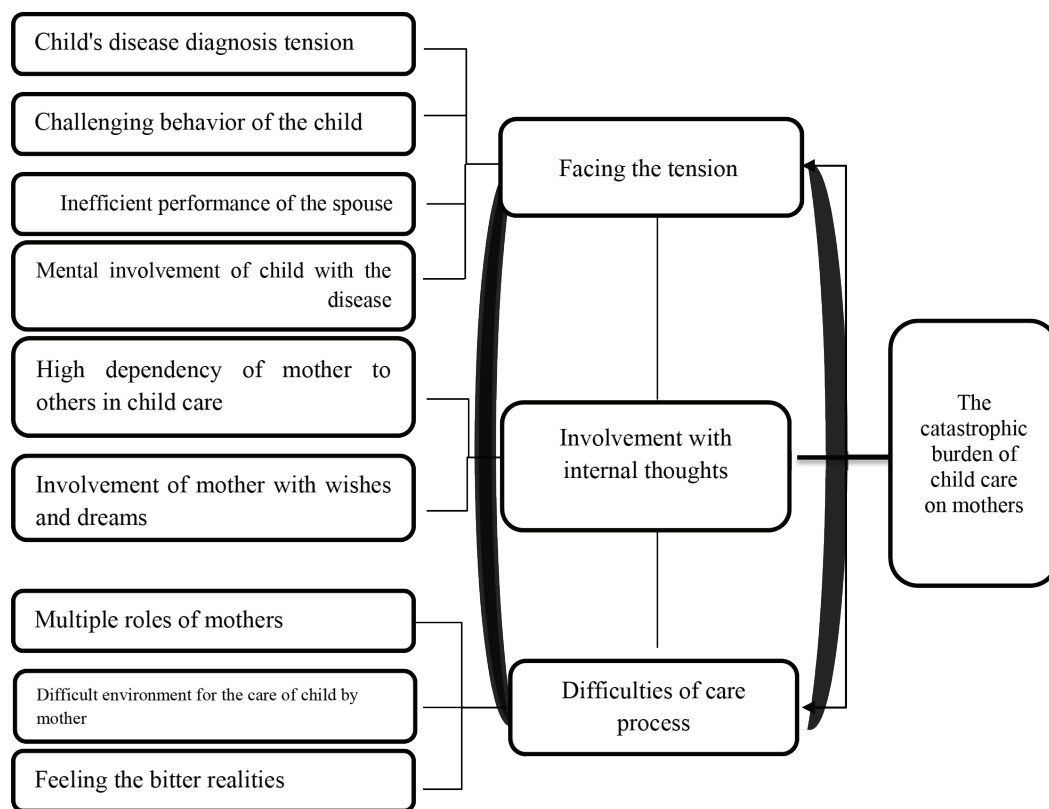 Child's disease diagnosis tension
Challenging behavior of the child
Inefficient performance of the spouse
Mental involvement of child with the
disease
High dependency of mother to
others in child care
Involvement of mother with wishes
and dreams
Multiple roles of mothers
Difficult environment for the care of child by
mother
Feeling the bitter realities
Facing the tension
Involvement with
internal thoughts
Difficulties of care
process
The
catastrophic
burden of
child care
on mothers